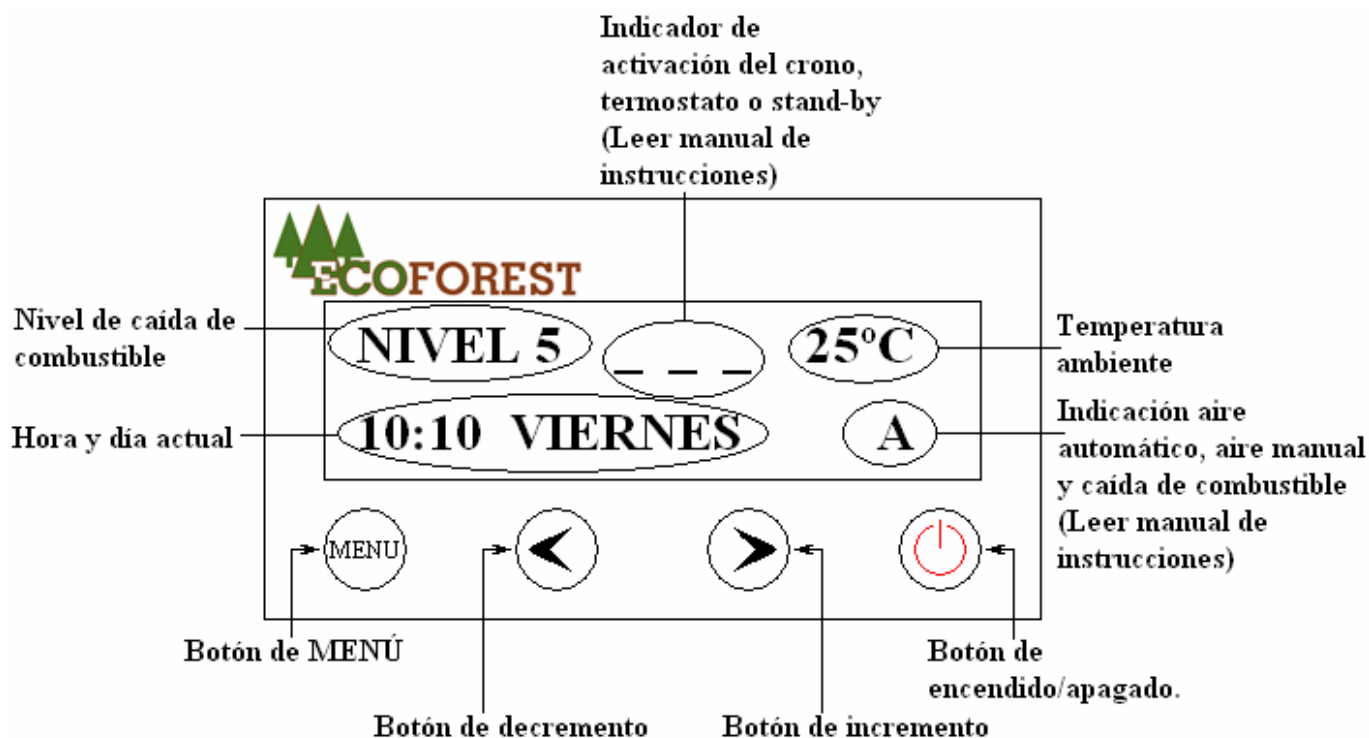 Indicador de
activación del crono,
termostato o stand-by
(Leer manual de
instrucciones)
ECOFOREST
Nivel de caída de
combustible
NIVEL 5
_ _ _
25ºC
Temperatura
ambiente
Hora y día actual
10:10 VIERNES
A
Indicación aire
automático, aire manual
y caída de combustible
(Leer manual de
instrucciones)
MENU
Botón de MENÚ
Botón de
encendido/apagado.
Botón de decremento
Botón de incremento